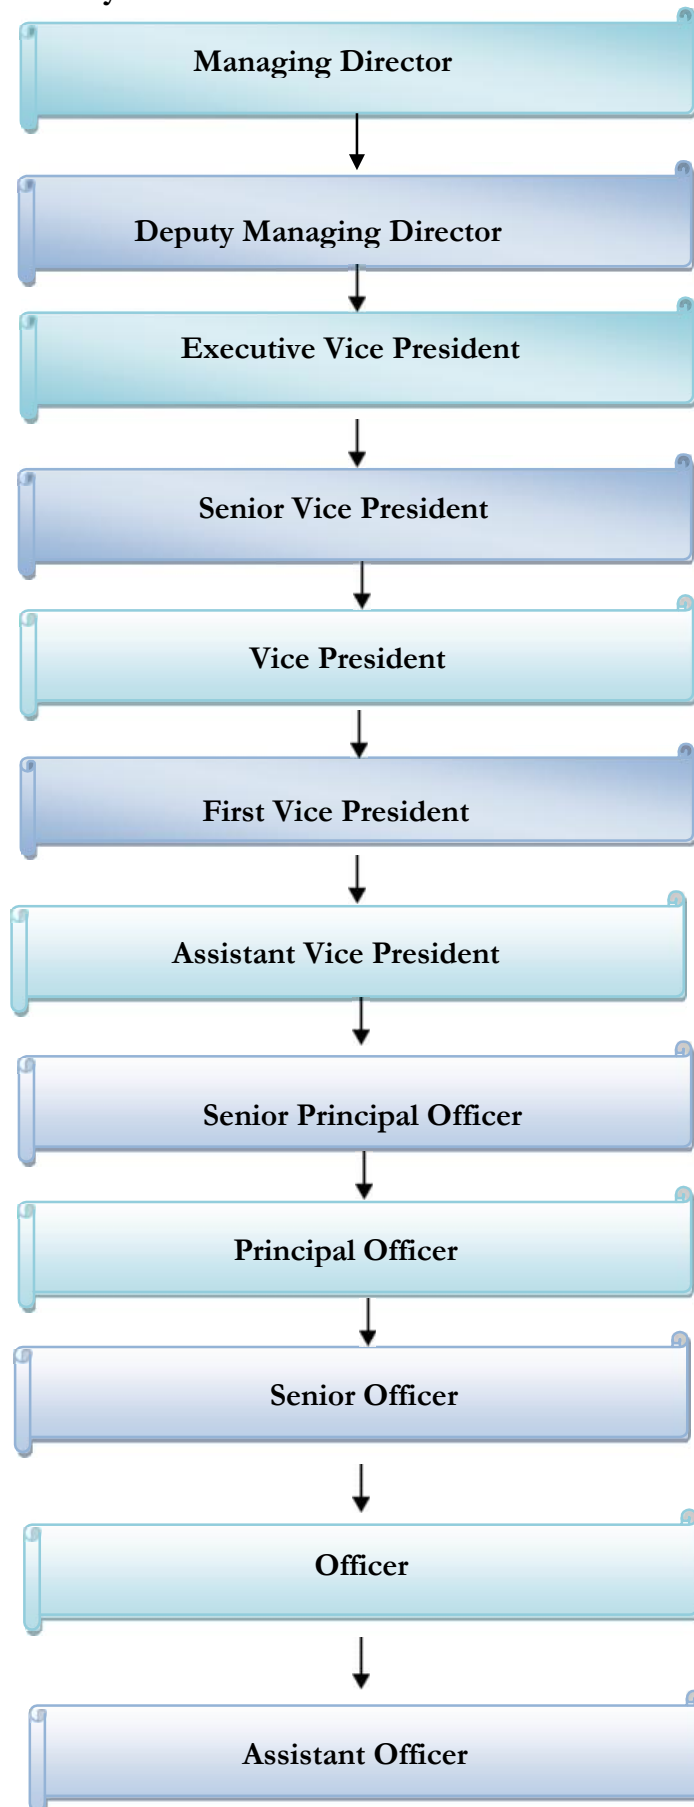 Managing Director
Deputy Managing Director
Executive Vice President
Senior Vice President
Vice President
First Vice President
Assistant Vice President
Senior Principal Officer
Principal Officer
Senior Officer
Officer
Assistant Officer